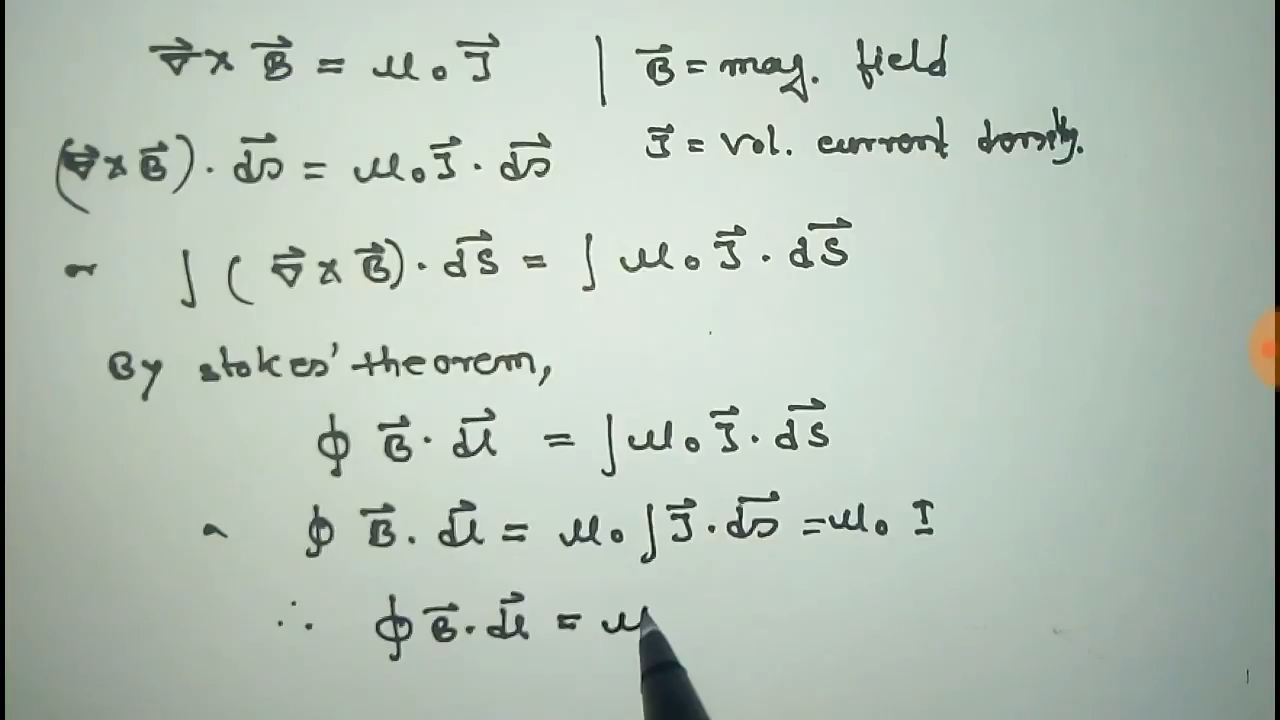 ∇⃗ × B⃗ = μ₀ J⃗ | B⃗ = mag. field
J⃗ = vol. current density.
(∇⃗ × B⃗) · ds⃗ = μ₀ J⃗ · ds⃗
or ∫ (∇⃗ × B⃗) · dS⃗ = ∫ μ₀ J⃗ · dS⃗
By stokes' theorem,
∮ B⃗ · dl⃗ = ∫ μ₀ J⃗ · dS⃗
∮ B⃗ · dl⃗ = μ₀ ∫ J⃗ · ds⃗ = μ₀ I
∴ ∮ B⃗ · dl⃗ = μ